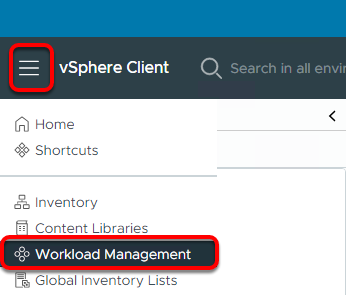 vSphere Client
Search in all envir
Home
Shortcuts
Inventory
Content Libraries
Workload Management
Global Inventory Lists